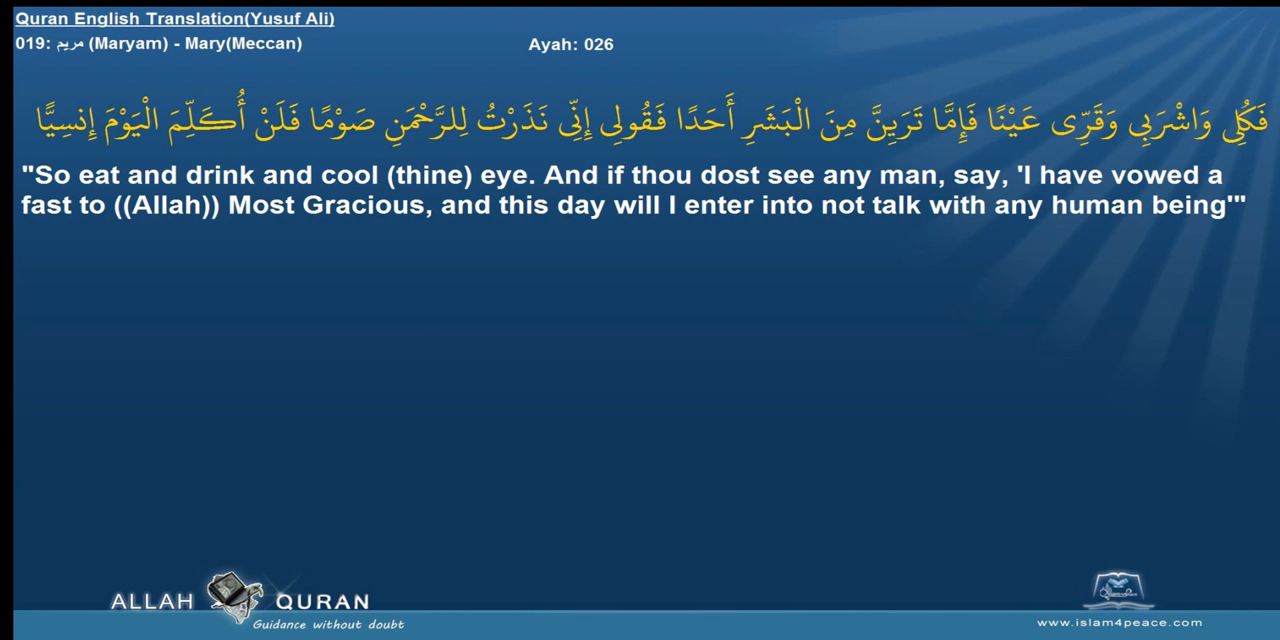 Quran English Translation(Yusuf Ali)
019: مريم (Maryam) - Mary(Meccan) Ayah: 026
فَكُلِي وَاشْرَبِي وَقَرِّي عَيْنًا فَإِمَّا تَرَيِنَّ مِنَ الْبَشَرِ أَحَدًا فَقُولِي إِنِّي نَذَرْتُ لِلرَّحْمَنِ صَوْمًا فَلَنْ أُكَلِّمَ الْيَوْمَ إِنسِيًّا
"So eat and drink and cool (thine) eye. And if thou dost see any man, say, 'I have vowed a
fast to ((Allah)) Most Gracious, and this day will I enter into not talk with any human being'"
ALLAH QURAN
Guidance without doubt
www.islam4peace.com